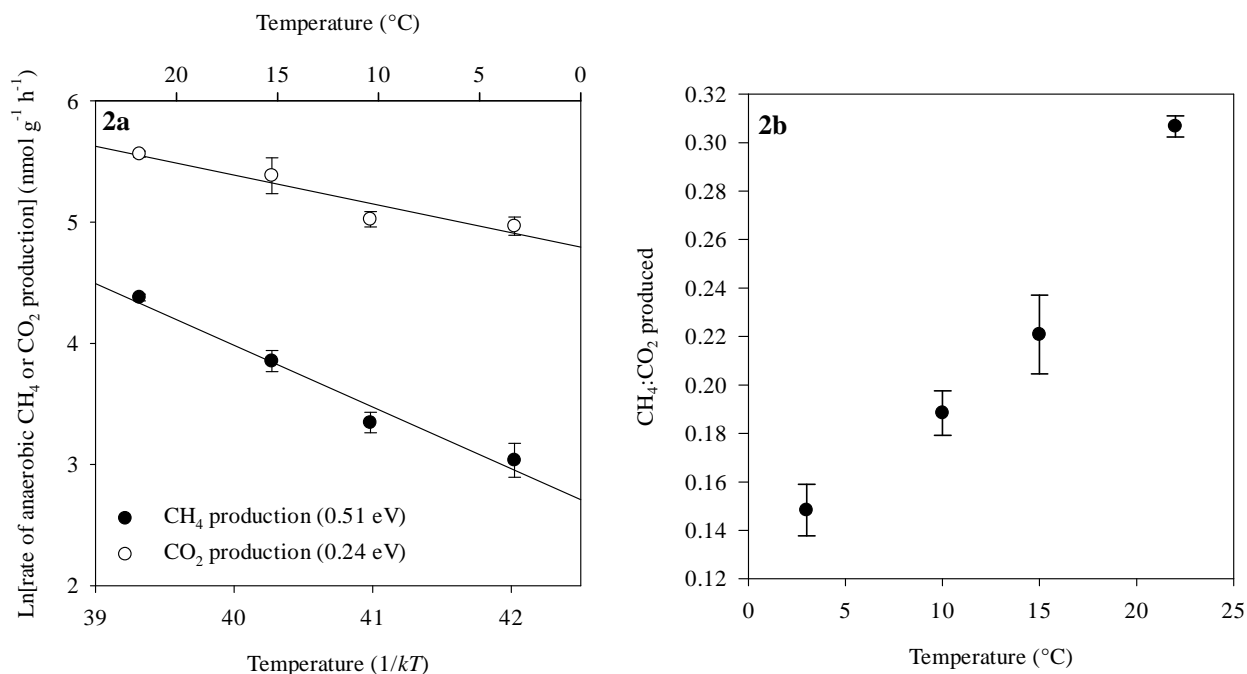 Temperature (°C)
20 15 10 5 0
Ln[rate of anaerobic CH₄ or CO₂ production] (nmol g⁻¹ h⁻¹)
6
5
4
3
2
2a
CH₄ production (0.51 eV)
CO₂ production (0.24 eV)
39 40 41 42
Temperature (1/kT)
CH₄:CO₂ produced
0.32
0.30
0.28
0.26
0.24
0.22
0.20
0.18
0.16
0.14
0.12
2b
0 5 10 15 20 25
Temperature (°C)